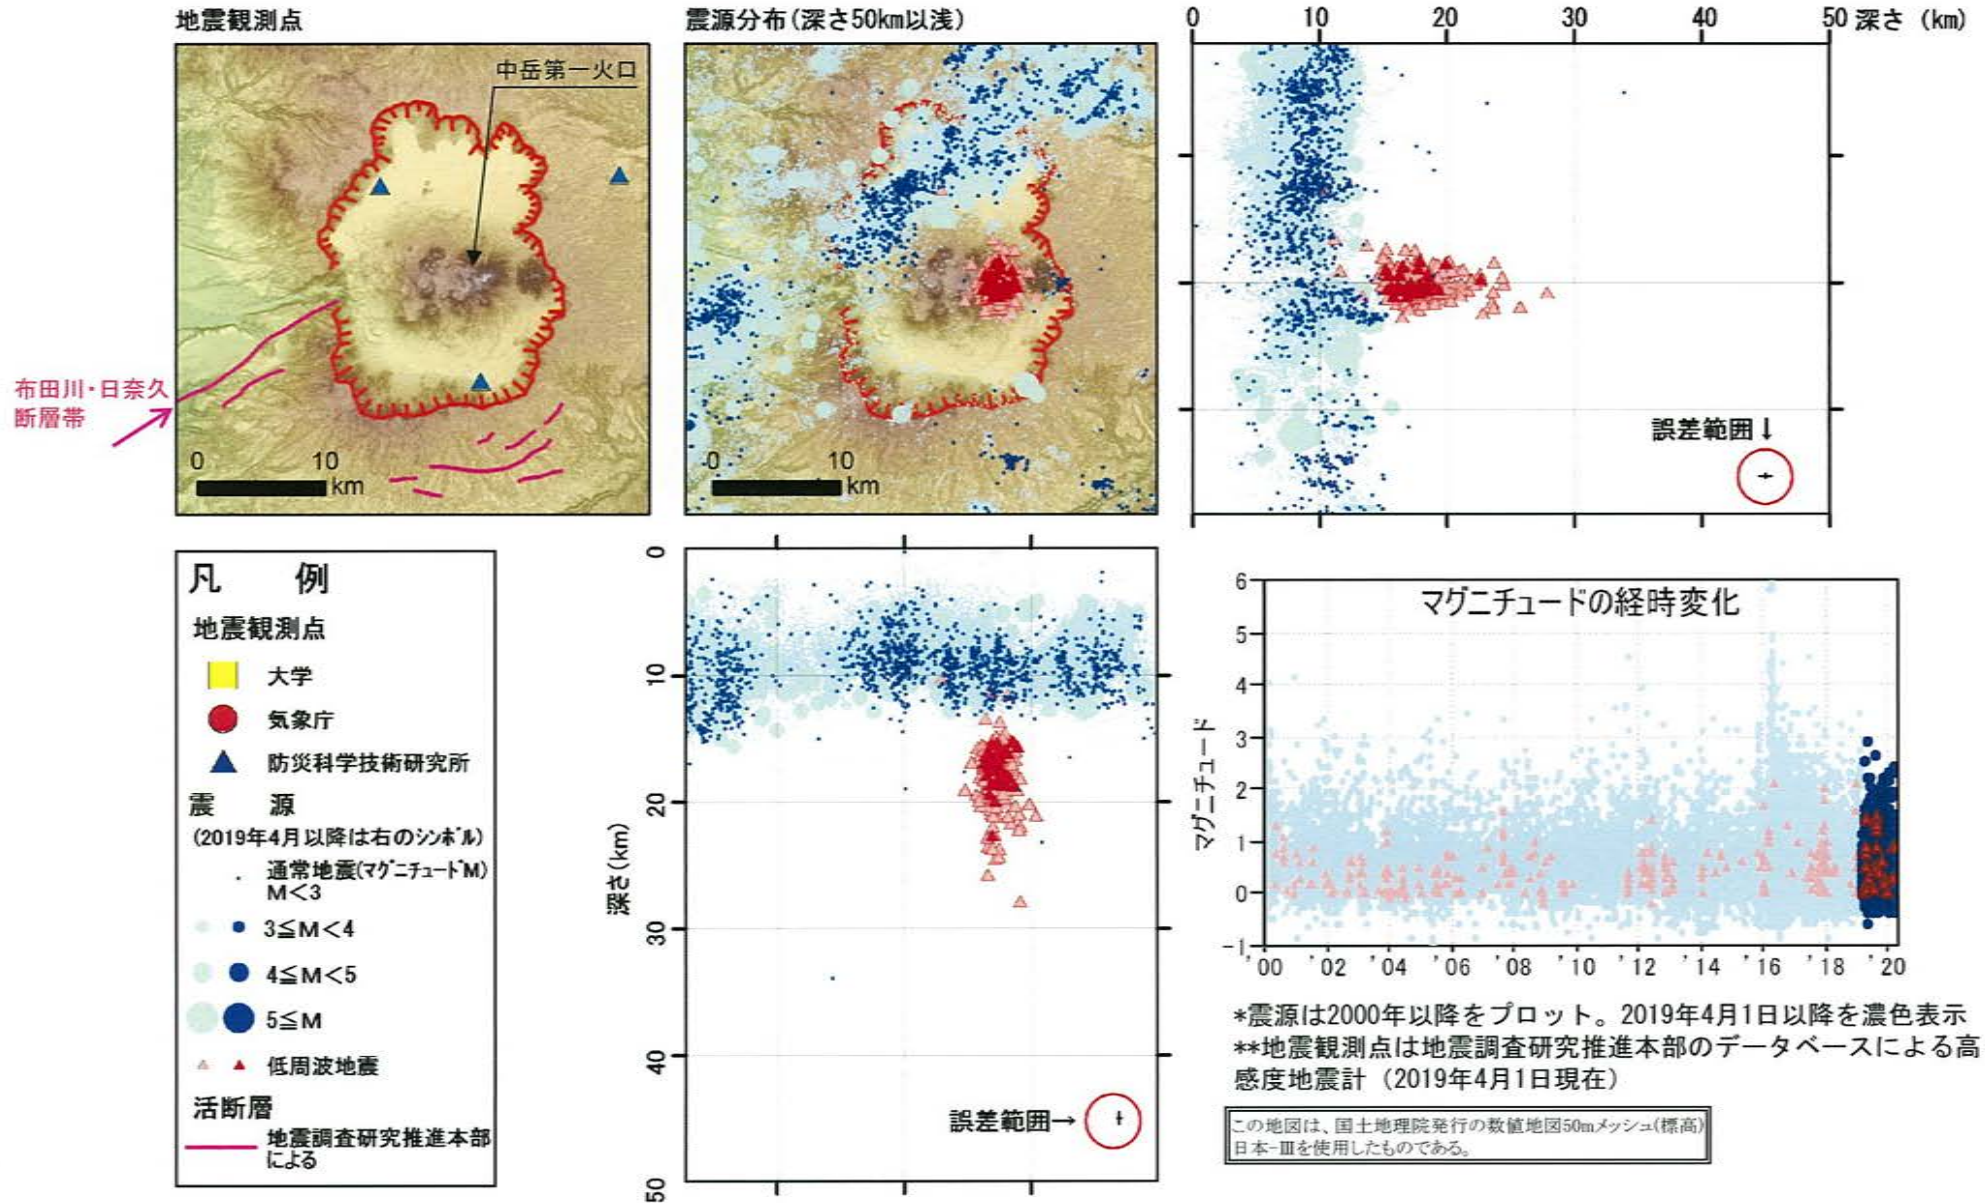 地震観測点
中岳第一火口
布田川・日奈久
断層帯
0 10
km
震源分布(深さ50km以浅)
0 10
km
0 10 20 30 40 50 深さ (km)
誤差範囲↓
凡 例
地震観測点
大学
気象庁
防災科学技術研究所
震 源
(2019年4月以降は右のシンボル)
通常地震(マグニチュードM)
M<3
3≦M<4
4≦M<5
5≦M
低周波地震
活断層
地震調査研究推進本部
による
0
10
20
30
40
50
深さ(km)
誤差範囲→
マグニチュードの経時変化
マグニチュード
6
5
4
3
2
1
0
-1
'00 '02 '04 '06 '08 '10 '12 '14 '16 '18 '20
*震源は2000年以降をプロット。2019年4月1日以降を濃色表示
**地震観測点は地震調査研究推進本部のデータベースによる高
感度地震計 (2019年4月1日現在)
この地図は、国土地理院発行の数値地図50mメッシュ(標高)
日本-Ⅲを使用したものである。